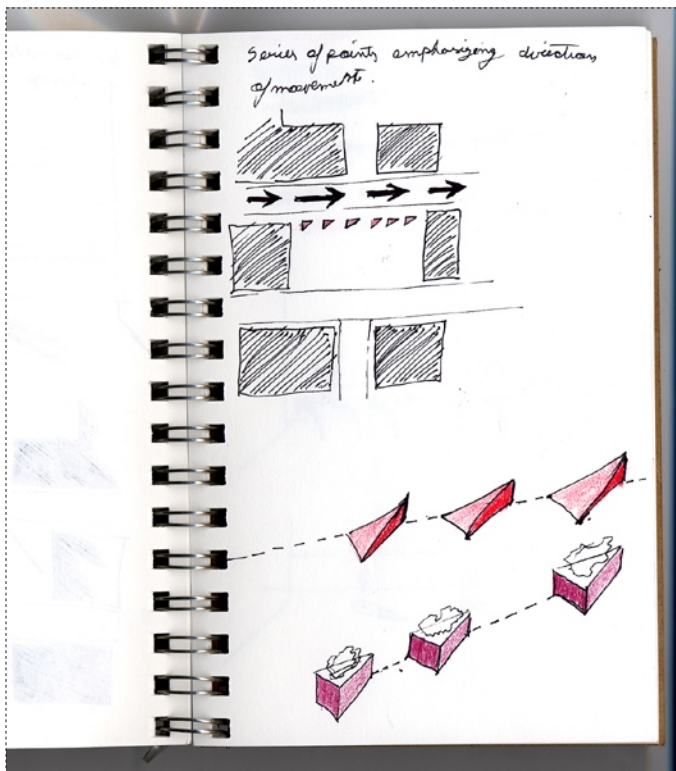 Series of points emphasizing direction
of movements.